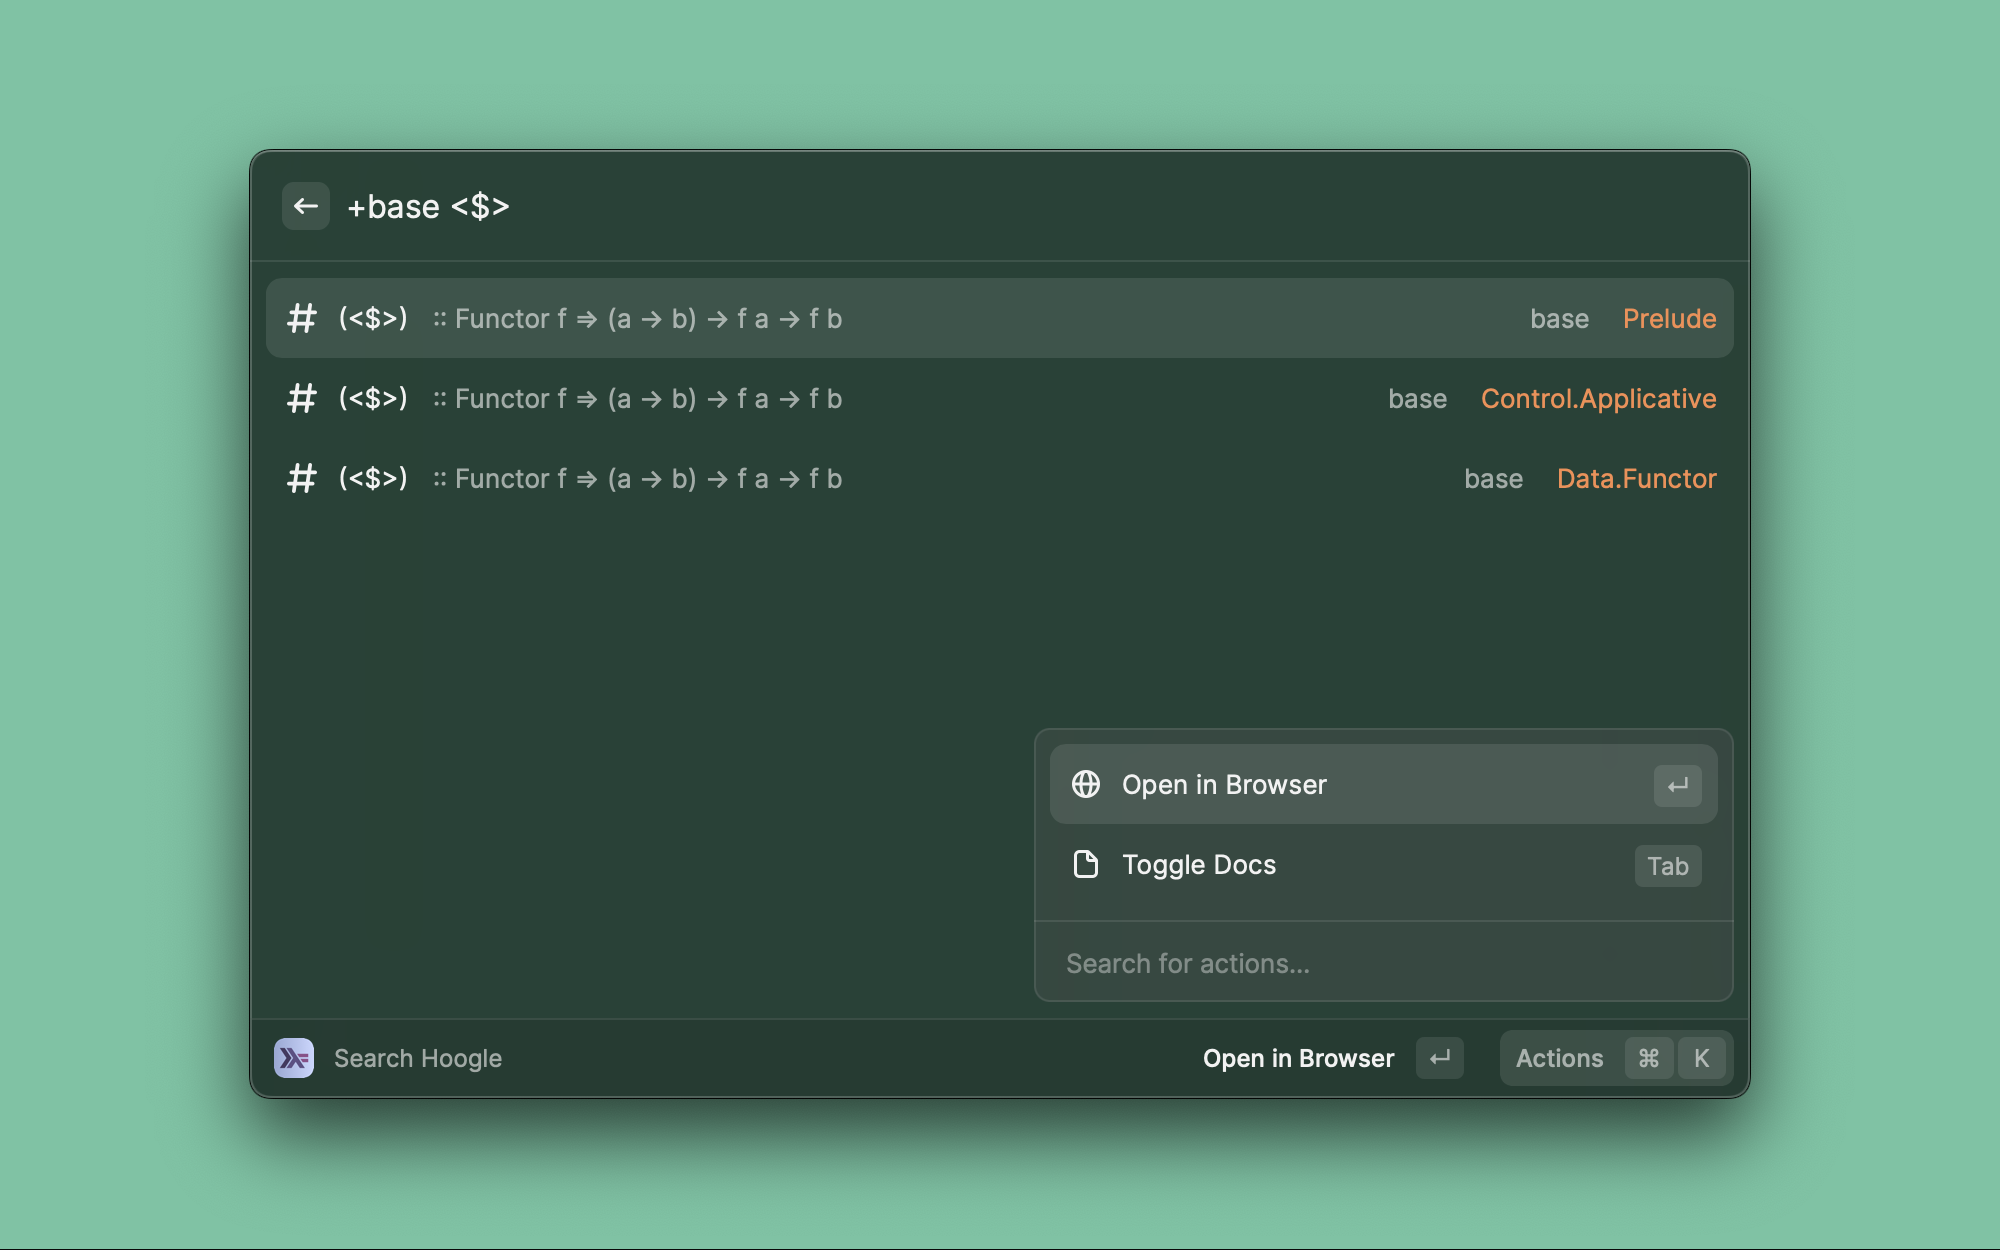 +base <$>
(<$>) :: Functor f ⇒ (a → b) → f a → f b base Prelude
(<$>) :: Functor f ⇒ (a → b) → f a → f b base Control.Applicative
(<$>) :: Functor f ⇒ (a → b) → f a → f b base Data.Functor
Open in Browser ↵
Toggle Docs Tab
Search for actions...
Search Hoogle Open in Browser ↵ Actions ⌘ K